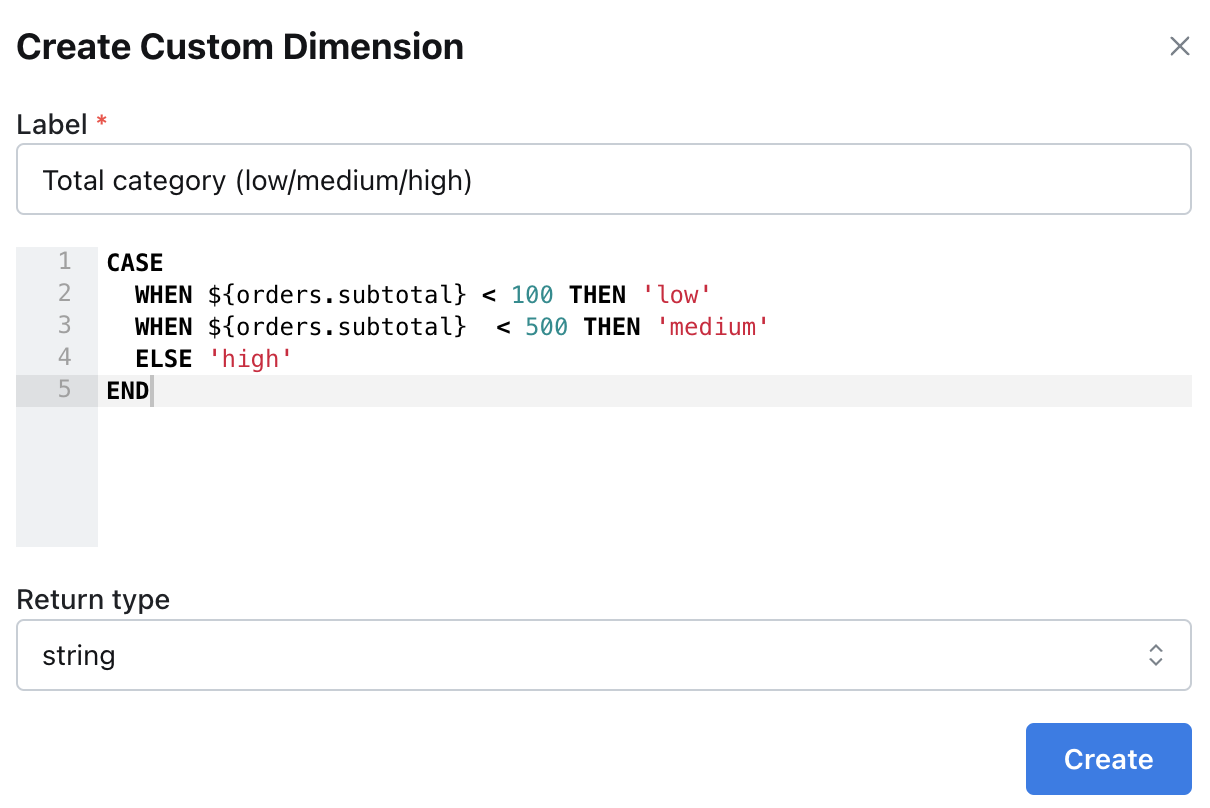 Create Custom Dimension
Label *
Total category (low/medium/high)
1 CASE
2   WHEN ${orders.subtotal} < 100 THEN 'low'
3   WHEN ${orders.subtotal}  < 500 THEN 'medium'
4   ELSE 'high'
5 END
Return type
string
Create